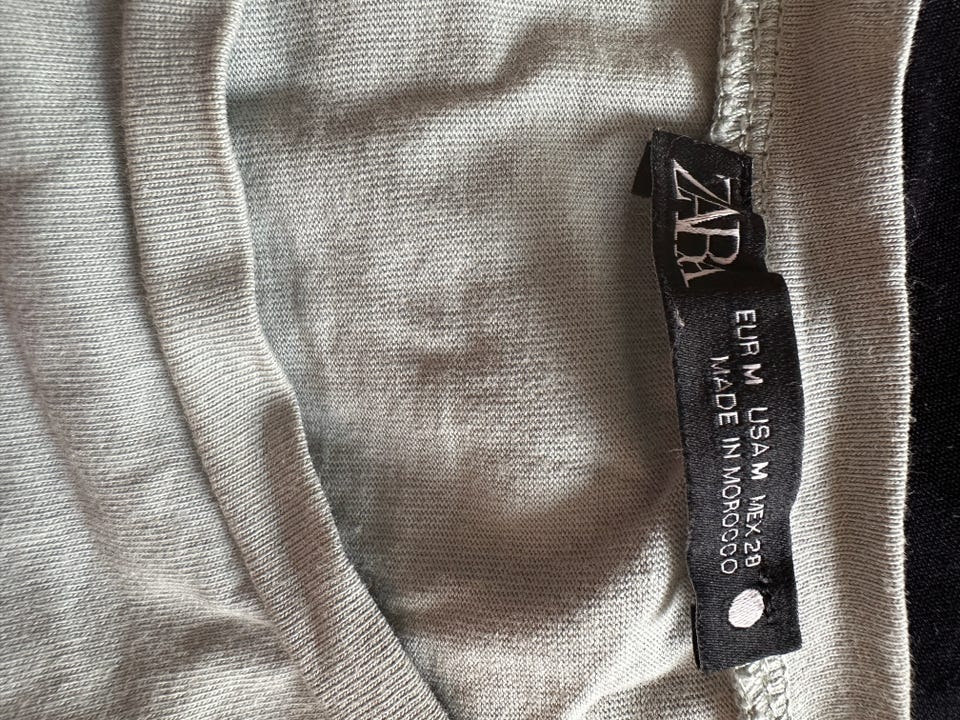 ZARA
EUR M USA M MEX 28
MADE IN MOROCCO